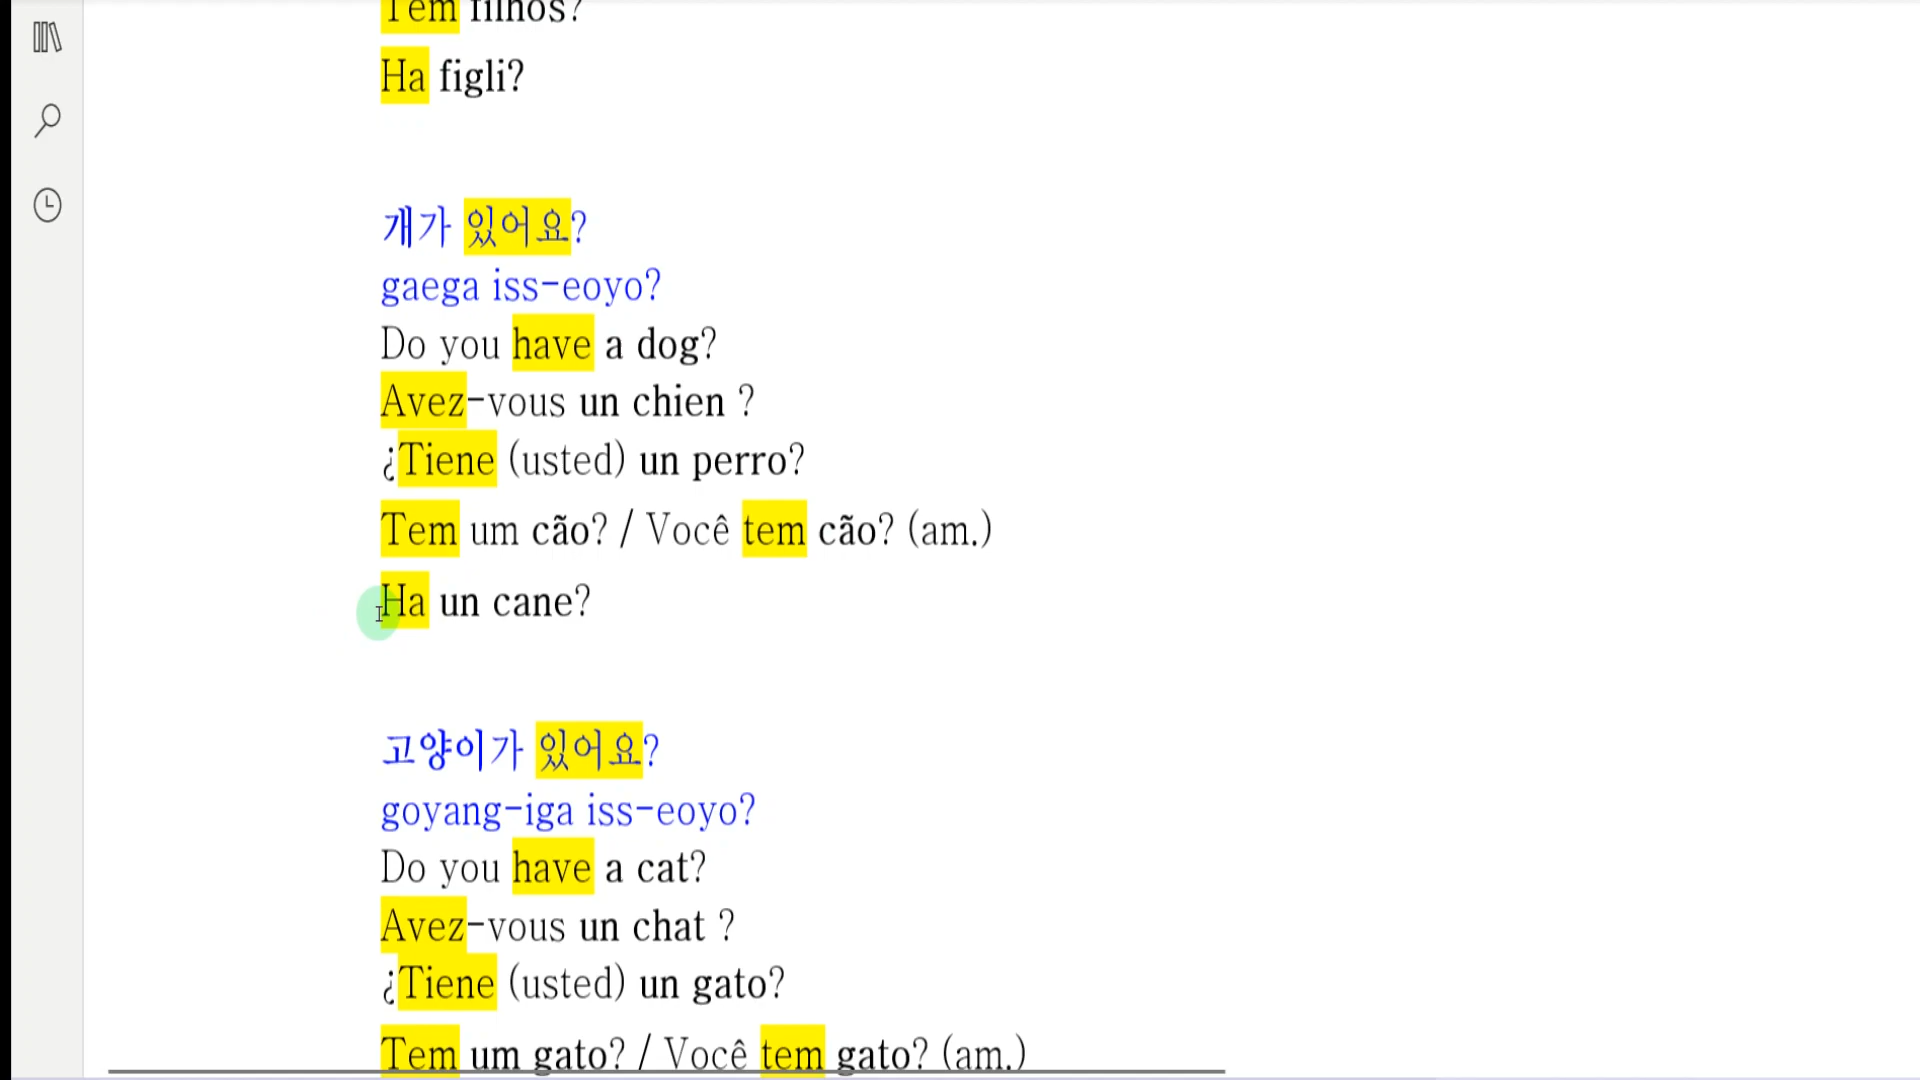 Tem filhos?
Ha figli?
개가 있어요?
gaega iss-eoyo?
Do you have a dog?
Avez-vous un chien ?
¿Tiene (usted) un perro?
Tem um cão? / Você tem cão? (am.)
Ha un cane?
고양이가 있어요?
goyang-iga iss-eoyo?
Do you have a cat?
Avez-vous un chat ?
¿Tiene (usted) un gato?
Tem um gato? / Você tem gato? (am.)